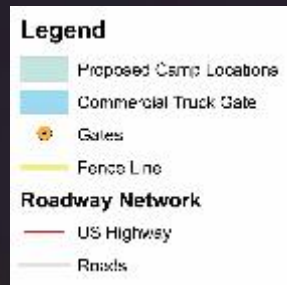 Legend
Proposed Camp Locations
Commercial Truck Gate
Gates
Fence Line
Roadway Network
US Highway
Roads